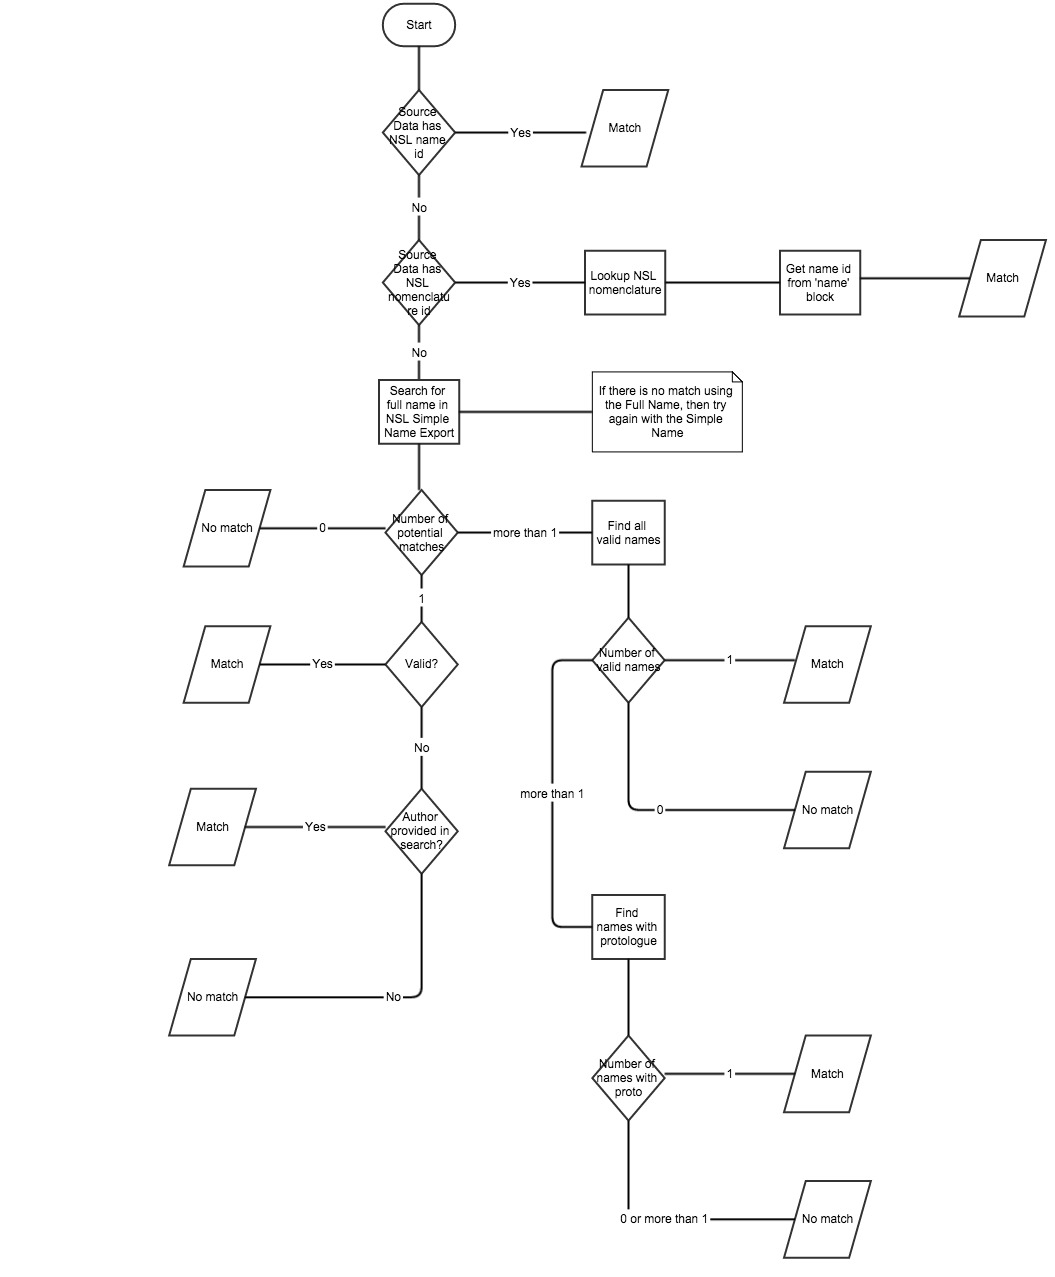 Start
Source
Data has
NSL name
id
Yes
Match
No
Source
Data has
NSL
nomenclatu
re id
Yes
Lookup NSL
nomenclature
Get name id
from 'name'
block
Match
No
Search for
full name in
NSL Simple
Name Export
If there is no match using
the Full Name, then try
again with the Simple
Name
No match
0
Number of
potential
matches
more than 1
Find all
valid names
1
Match
Yes
Valid?
Number of
valid names
1
Match
No
more than 1
0
No match
Match
Yes
Author
provided in
search?
Find
names with
protologue
No match
No
Number of
names with
proto
1
Match
0 or more than 1
No match